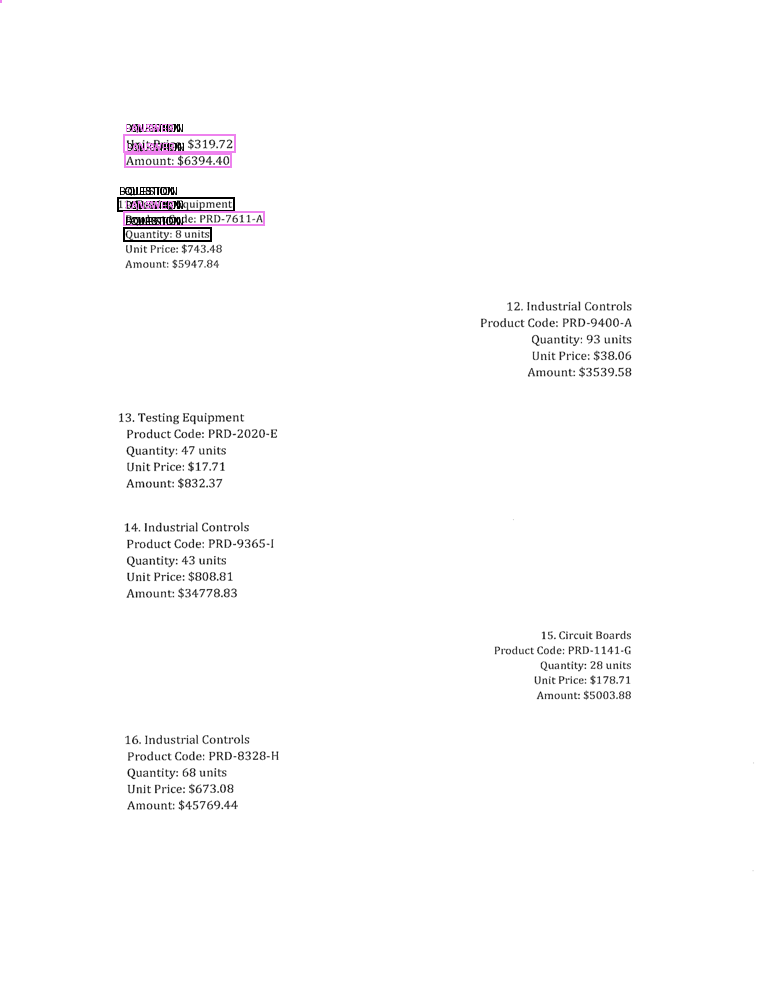 Unit Price: $319.72
Amount: $6394.40
QUESTION
Equipment
Product Code: PRD-7611-A
Quantity: 8 units
Unit Price: $743.48
Amount: $5947.84
12. Industrial Controls
Product Code: PRD-9400-A
Quantity: 93 units
Unit Price: $38.06
Amount: $3539.58
13. Testing Equipment
Product Code: PRD-2020-E
Quantity: 47 units
Unit Price: $17.71
Amount: $832.37
14. Industrial Controls
Product Code: PRD-9365-I
Quantity: 43 units
Unit Price: $808.81
Amount: $34778.83
15. Circuit Boards
Product Code: PRD-1141-G
Quantity: 28 units
Unit Price: $178.71
Amount: $5003.88
16. Industrial Controls
Product Code: PRD-8328-H
Quantity: 68 units
Unit Price: $673.08
Amount: $45769.44